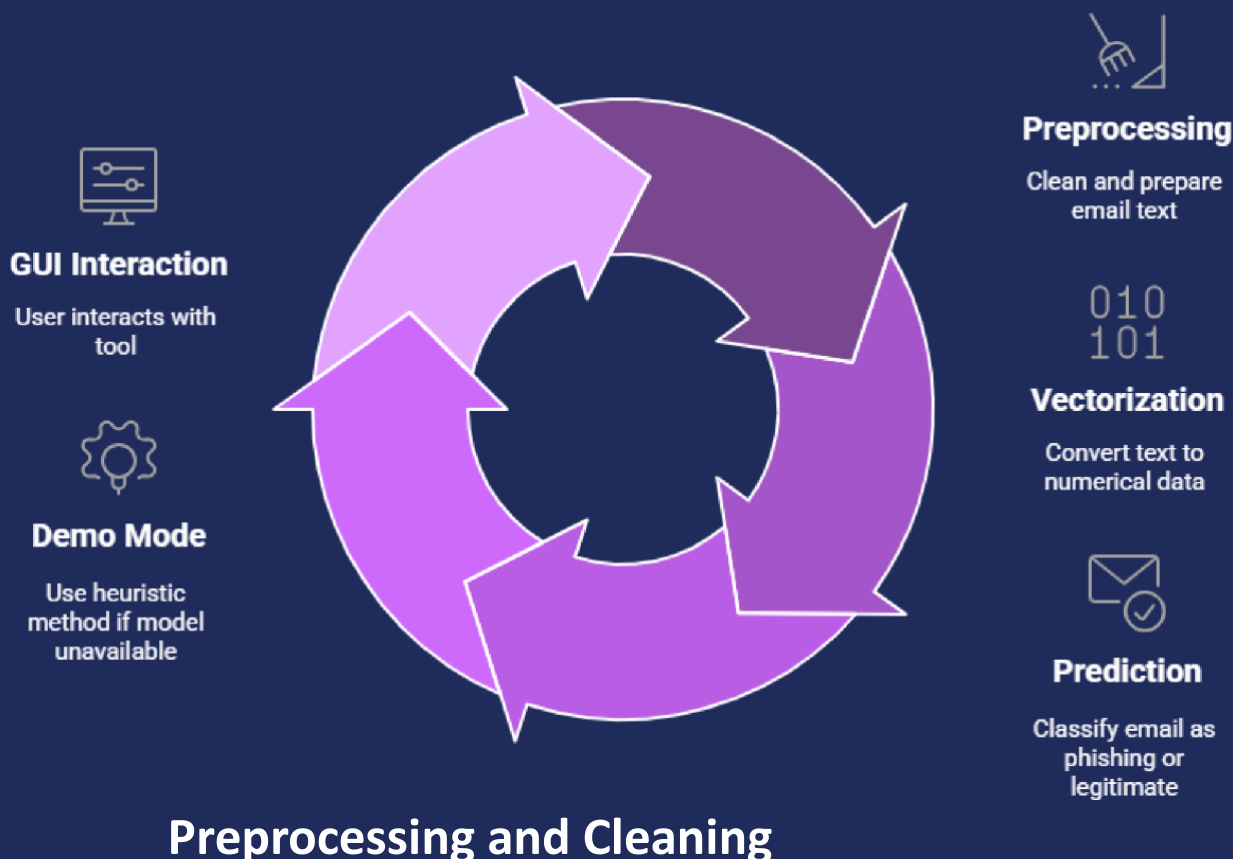 Preprocessing
Clean and prepare
email text
GUI Interaction
User interacts with
tool
010
101
Vectorization
Convert text to
numerical data
Demo Mode
Use heuristic
method if model
unavailable
Prediction
Classify email as
phishing or
legitimate
Preprocessing and Cleaning